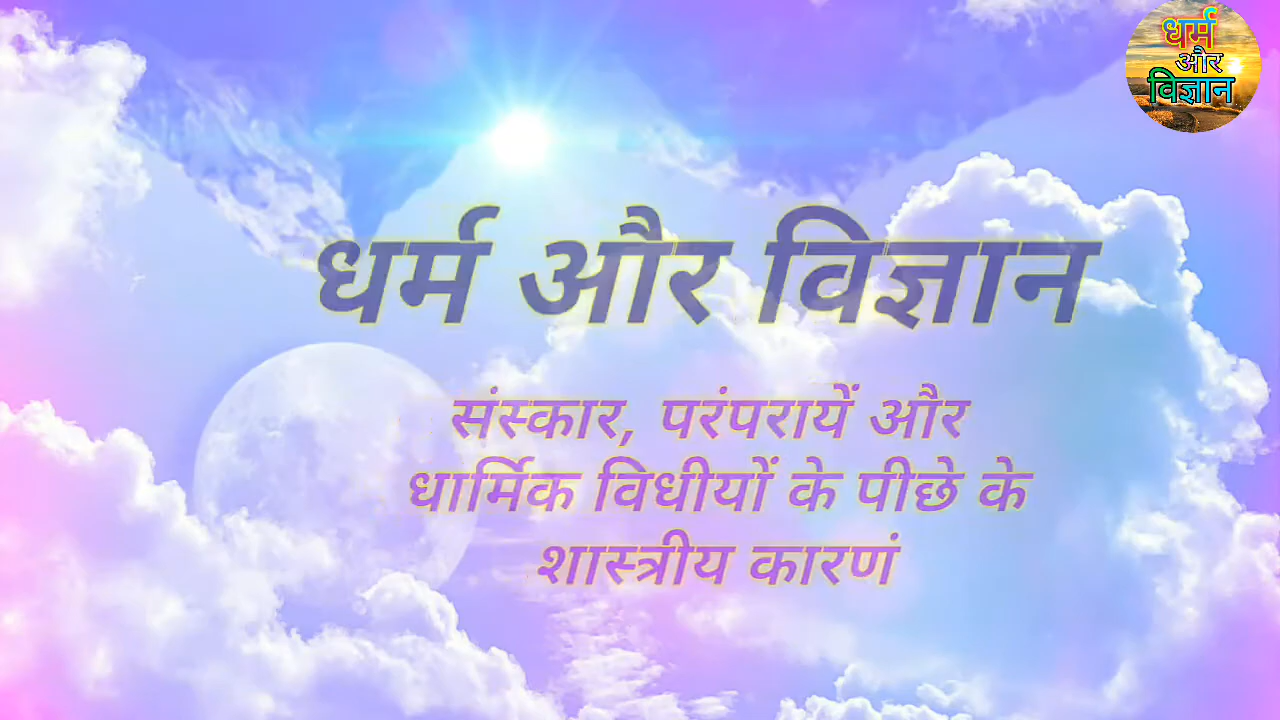 धर्म
और
विज्ञान
धर्म और विज्ञान
संस्कार, परंपरायें और
धार्मिक विधीयों के पीछे के
शास्त्रीय कारणं